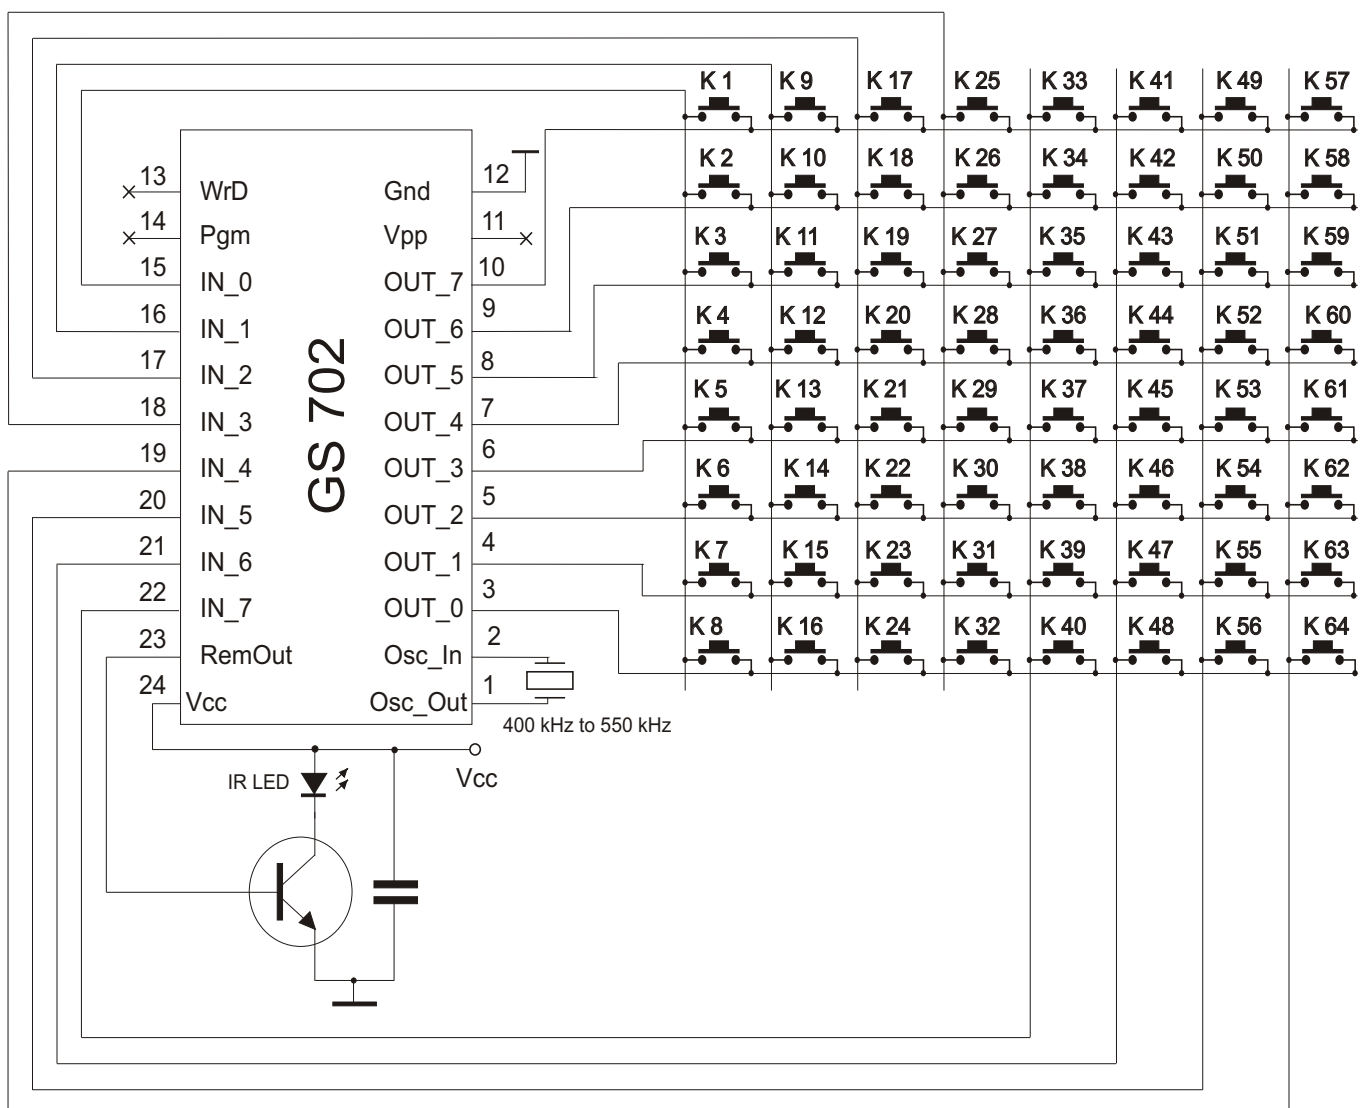 K 1 K 9 K 17 K 25 K 33 K 41 K 49 K 57
K 2 K 10 K 18 K 26 K 34 K 42 K 50 K 58
K 3 K 11 K 19 K 27 K 35 K 43 K 51 K 59
K 4 K 12 K 20 K 28 K 36 K 44 K 52 K 60
K 5 K 13 K 21 K 29 K 37 K 45 K 53 K 61
K 6 K 14 K 22 K 30 K 38 K 46 K 54 K 62
K 7 K 15 K 23 K 31 K 39 K 47 K 55 K 63
K 8 K 16 K 24 K 32 K 40 K 48 K 56 K 64
13 WrD Gnd 12
14 Pgm Vpp 11
15 IN_0 OUT_7 10
16 IN_1 OUT_6 9
17 IN_2 OUT_5 8
18 IN_3 OUT_4 7
19 IN_4 OUT_3 6
20 IN_5 OUT_2 5
21 IN_6 OUT_1 4
22 IN_7 OUT_0 3
23 RemOut Osc_In 2
24 Vcc Osc_Out 1
GS 702
400 kHz to 550 kHz
IR LED
Vcc